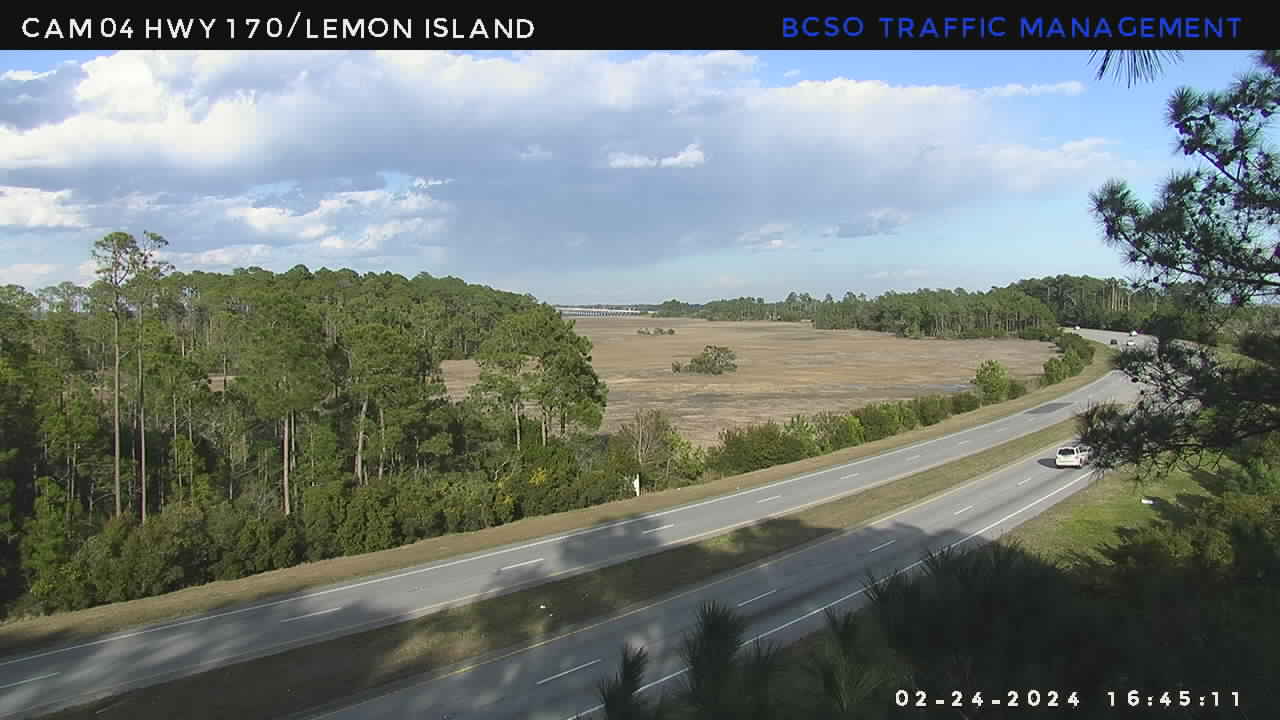 CAM 04 HWY 170/LEMON ISLAND
BCSO TRAFFIC MANAGEMENT
02-24-2024 16:45:11